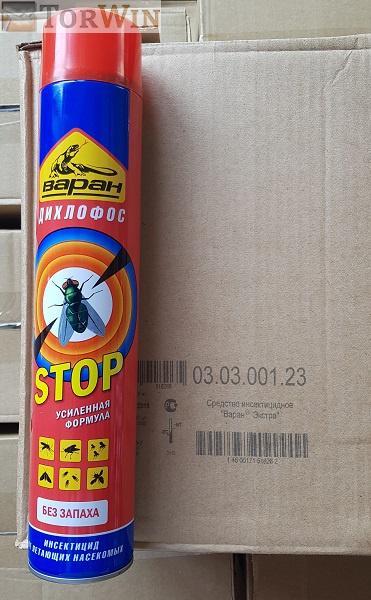 TORWIN
Варан
ДИХЛОФОС
STOP
УСИЛЕННАЯ
ФОРМУЛА
БЕЗ ЗАПАХА
ИНСЕКТИЦИД
ЛЕТАЮЩИХ НАСЕКОМЫХ
03.03.001.23
Средство инсектицидное
"Варан® Экстра"